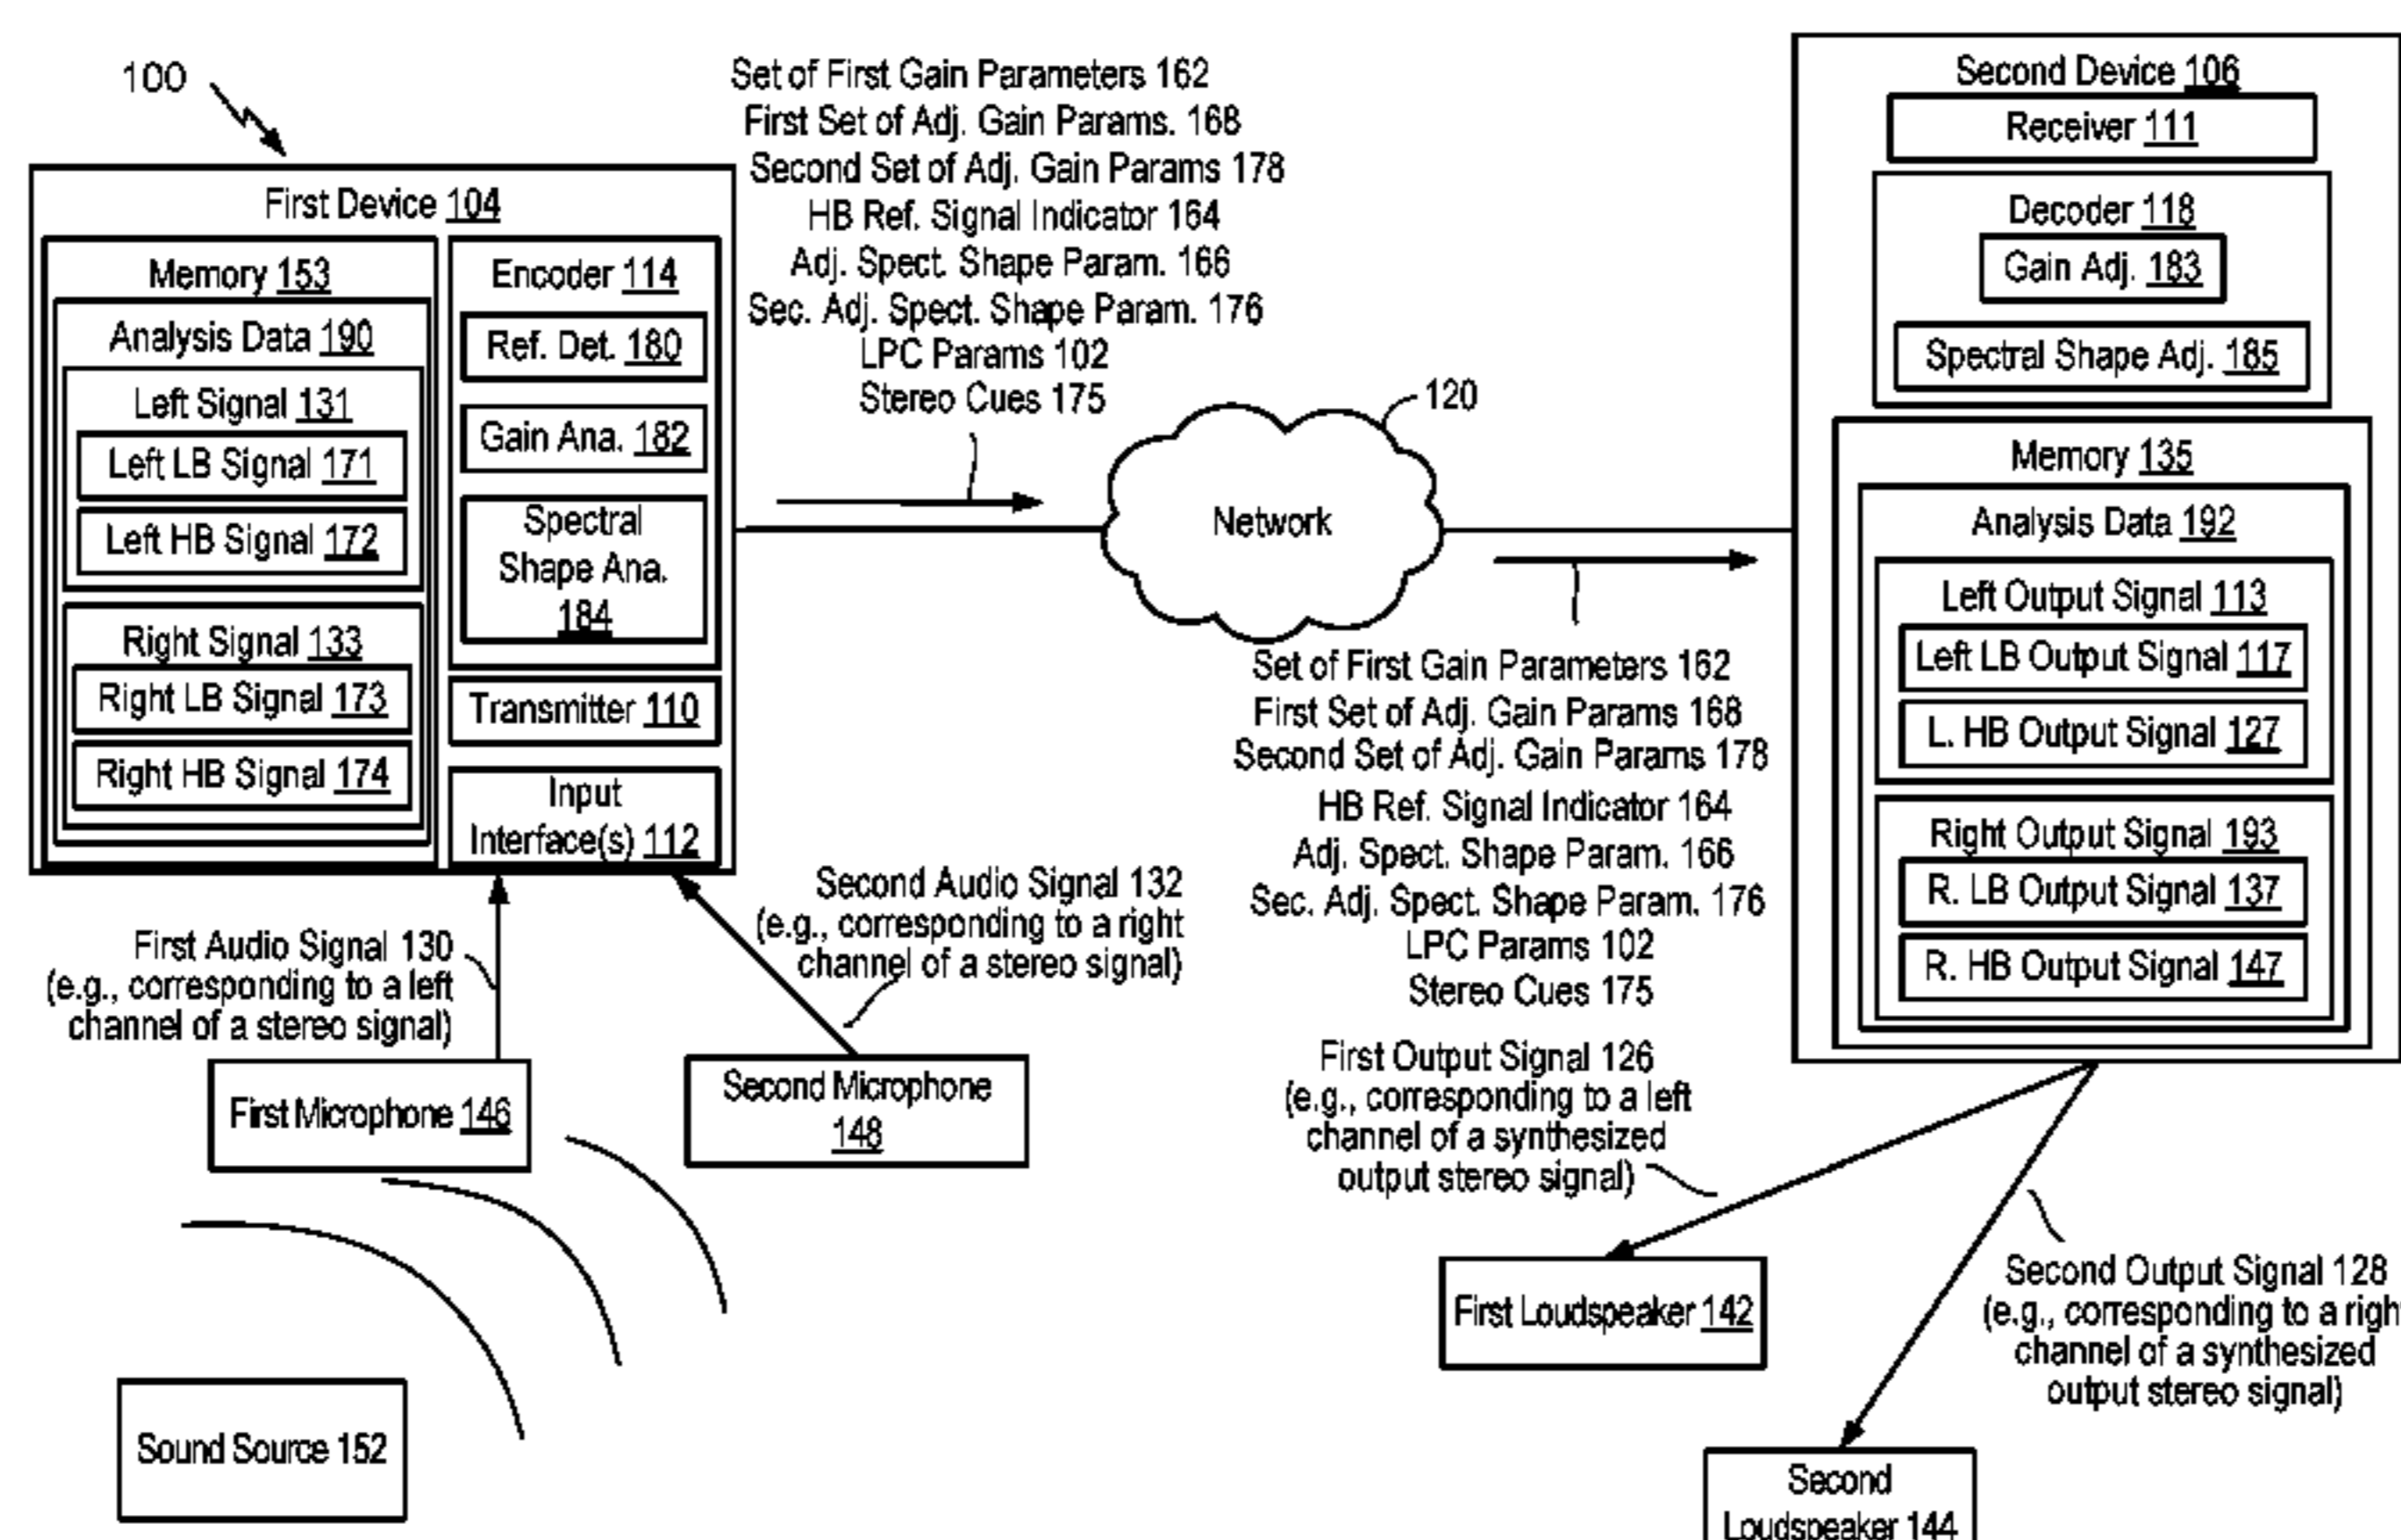 100
Set of First Gain Parameters 162
First Set of Adj. Gain Params. 168
Second Set of Adj. Gain Params 178
HB Ref. Signal Indicator 164
Adj. Spect. Shape Param. 166
Sec. Adj. Spect. Shape Param. 176
LPC Params 102
Stereo Cues 175
First Device 104
Memory 153
Analysis Data 190
Left Signal 131
Left LB Signal 171
Left HB Signal 172
Right Signal 133
Right LB Signal 173
Right HB Signal 174
Encoder 114
Ref. Det. 180
Gain Ana. 182
Spectral
Shape Ana.
184
Transmitter 110
Input
Interface(s) 112
120
Network
Second Device 106
Receiver 111
Decoder 118
Gain Adj. 183
Spectral Shape Adj. 185
Memory 135
Analysis Data 192
Left Output Signal 113
Left LB Output Signal 117
L. HB Output Signal 127
Right Output Signal 193
R. LB Output Signal 137
R. HB Output Signal 147
Set of First Gain Parameters 162
First Set of Adj. Gain Params 168
Second Set of Adj. Gain Params 178
HB Ref. Signal Indicator 164
Adj. Spect. Shape Param. 166
Sec. Adj. Spect. Shape Param. 176
LPC Params 102
Stereo Cues 175
First Audio Signal 130
(e.g., corresponding to a left
channel of a stereo signal)
Second Audio Signal 132
(e.g., corresponding to a right
channel of a stereo signal)
First Microphone 146
Second Microphone
148
Sound Source 152
First Output Signal 126
(e.g., corresponding to a left
channel of a synthesized
output stereo signal)
First Loudspeaker 142
Second Output Signal 128
(e.g., corresponding to a right
channel of a synthesized
output stereo signal)
Second
Loudspeaker 144